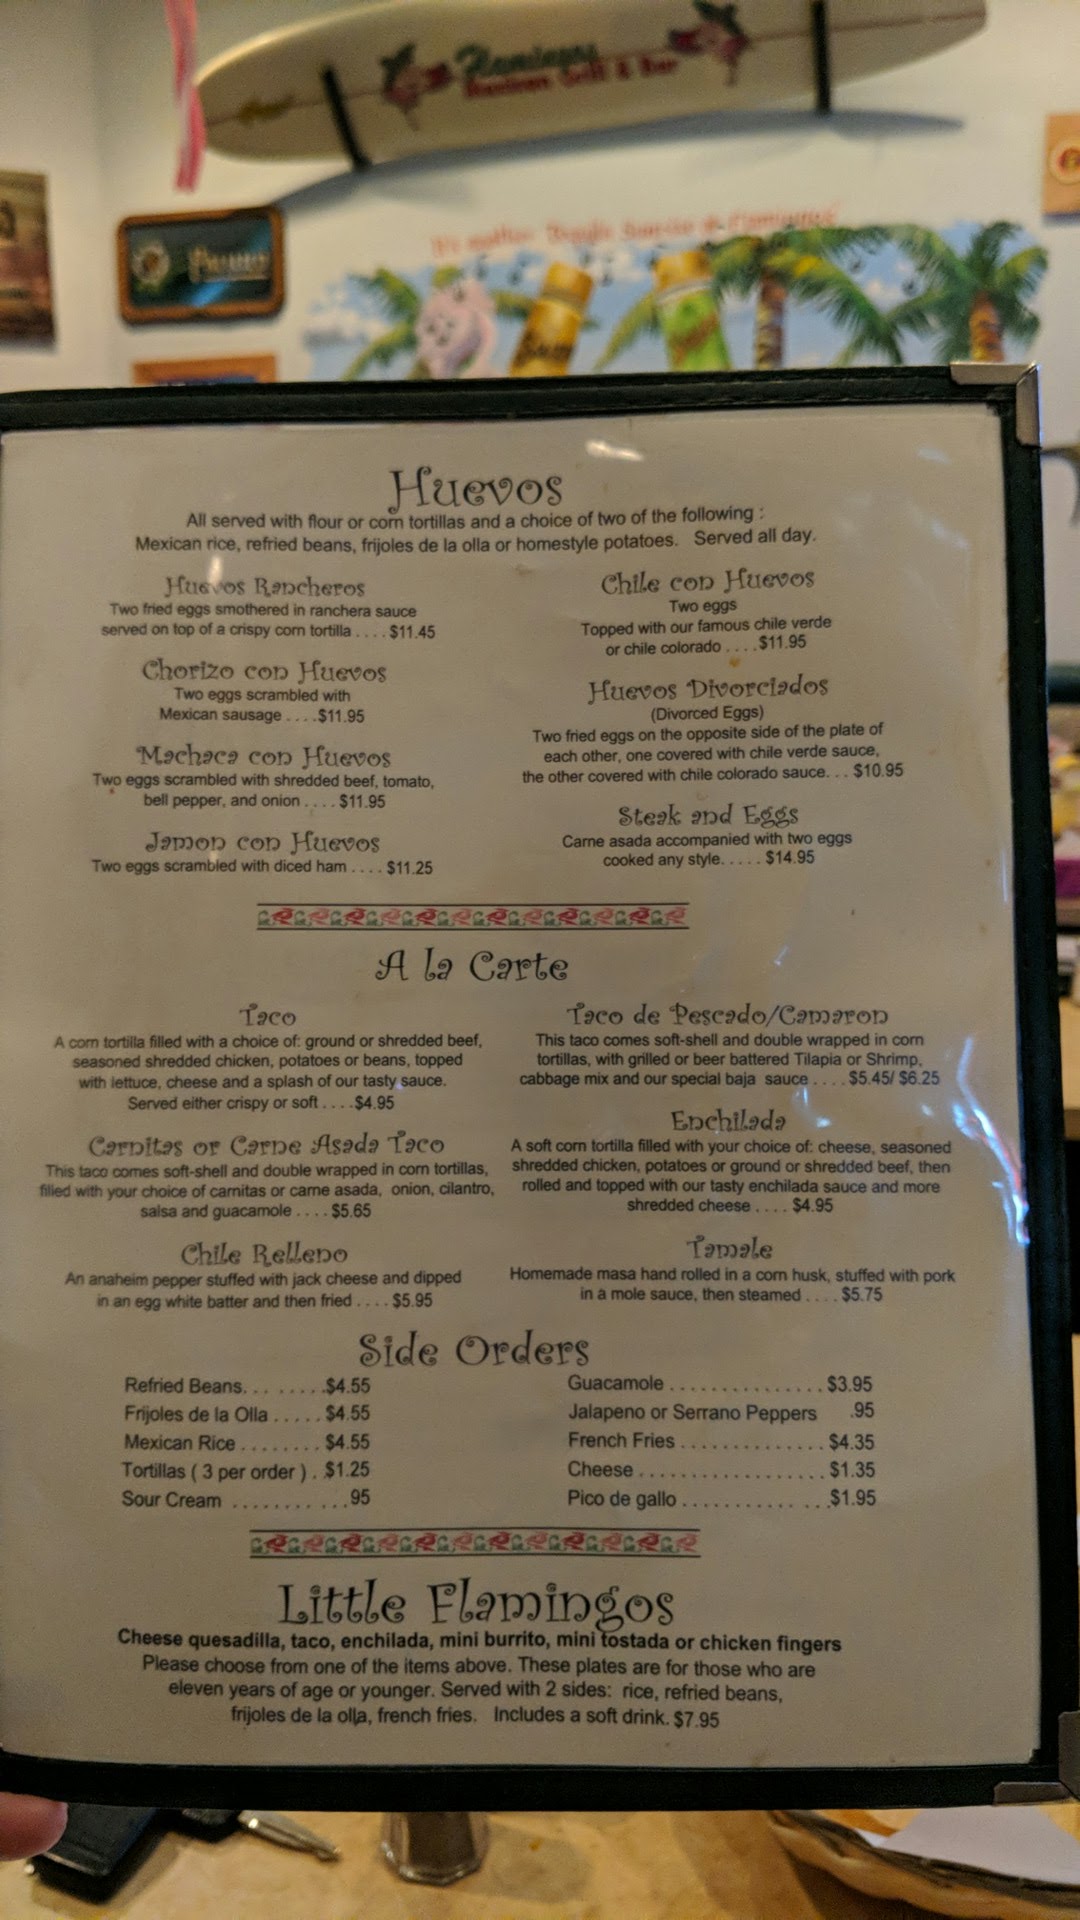 Flamingos
Mexican Grill & Bar
Pacifico
Huevos
All served with flour or corn tortillas and a choice of two of the following :
Mexican rice, refried beans, frijoles de la olla or homestyle potatoes. Served all day.
Huevos Rancheros
Two fried eggs smothered in ranchera sauce
served on top of a crispy corn tortilla . . . . $11.45
Chorizo con Huevos
Two eggs scrambled with
Mexican sausage . . . . $11.95
Machaca con Huevos
Two eggs scrambled with shredded beef, tomato,
bell pepper, and onion . . . . $11.95
Jamon con Huevos
Two eggs scrambled with diced ham . . . . $11.25
Chile con Huevos
Two eggs
Topped with our famous chile verde
or chile colorado . . . . $11.95
Huevos Divorciados
(Divorced Eggs)
Two fried eggs on the opposite side of the plate of
each other, one covered with chile verde sauce,
the other covered with chile colorado sauce. . . $10.95
Steak and Eggs
Carne asada accompanied with two eggs
cooked any style. . . . . $14.95
A la Carte
Taco
A corn tortilla filled with a choice of: ground or shredded beef,
seasoned shredded chicken, potatoes or beans, topped
with lettuce, cheese and a splash of our tasty sauce.
Served either crispy or soft . . . . $4.95
Carnitas or Carne Asada Taco
This taco comes soft-shell and double wrapped in corn tortillas,
filled with your choice of carnitas or carne asada, onion, cilantro,
salsa and guacamole . . . . $5.65
Chile Relleno
An anaheim pepper stuffed with jack cheese and dipped
in an egg white batter and then fried . . . . $5.95
Taco de Pescado/Camaron
This taco comes soft-shell and double wrapped in corn
tortillas, with grilled or beer battered Tilapia or Shrimp,
cabbage mix and our special baja sauce . . . . $5.45/ $6.25
Enchilada
A soft corn tortilla filled with your choice of: cheese, seasoned
shredded chicken, potatoes or ground or shredded beef, then
rolled and topped with our tasty enchilada sauce and more
shredded cheese . . . . $4.95
Tamale
Homemade masa hand rolled in a corn husk, stuffed with pork
in a mole sauce, then steamed . . . . $5.75
Side Orders
Refried Beans. . . . . . . . .$4.55
Frijoles de la Olla . . . . . $4.55
Mexican Rice . . . . . . . . $4.55
Tortillas ( 3 per order ) . $1.25
Sour Cream . . . . . . . . . . .95
Guacamole . . . . . . . . . . . . . . . $3.95
Jalapeno or Serrano Peppers .95
French Fries . . . . . . . . . . . . . . $4.35
Cheese . . . . . . . . . . . . . . . . . . $1.35
Pico de gallo . . . . . . . . . . . . . .$1.95
Little Flamingos
Cheese quesadilla, taco, enchilada, mini burrito, mini tostada or chicken fingers
Please choose from one of the items above. These plates are for those who are
eleven years of age or younger. Served with 2 sides: rice, refried beans,
frijoles de la olla, french fries. Includes a soft drink. $7.95